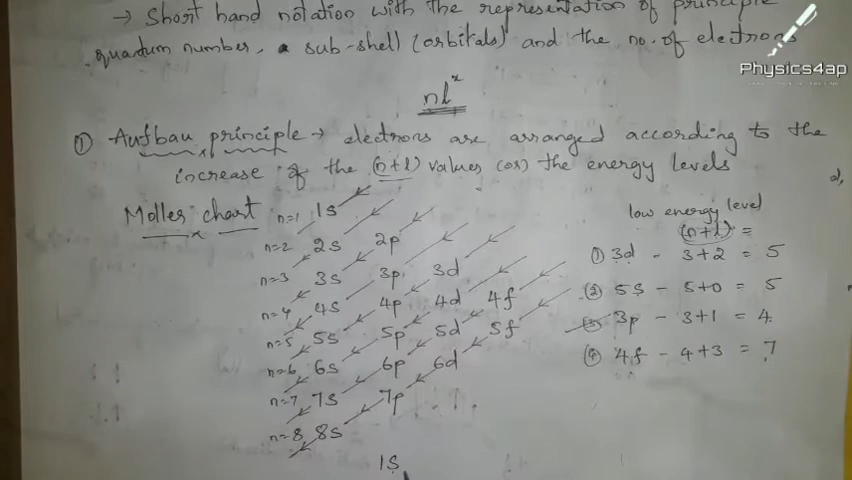 → Short hand notation with the representation of principle
quantum number, sub-shell (orbitals) and the no. of electrons
Physics4ap
nlˣ
① Aufbau principle → electrons are arranged according to the
increase of the (n+l) values (or) the energy levels
Moller chart
n=1 1s
n=2 2s 2p
n=3 3s 3p 3d
n=4 4s 4p 4d 4f
n=5 5s 5p 5d 5f
n=6 6s 6p 6d
n=7 7s 7p
n=8 8s
1s
low energy level
(n+l) =
① 3d - 3+2 = 5
② 5s - 5+0 = 5
③ 3p - 3+1 = 4
④ 4f - 4+3 = 7